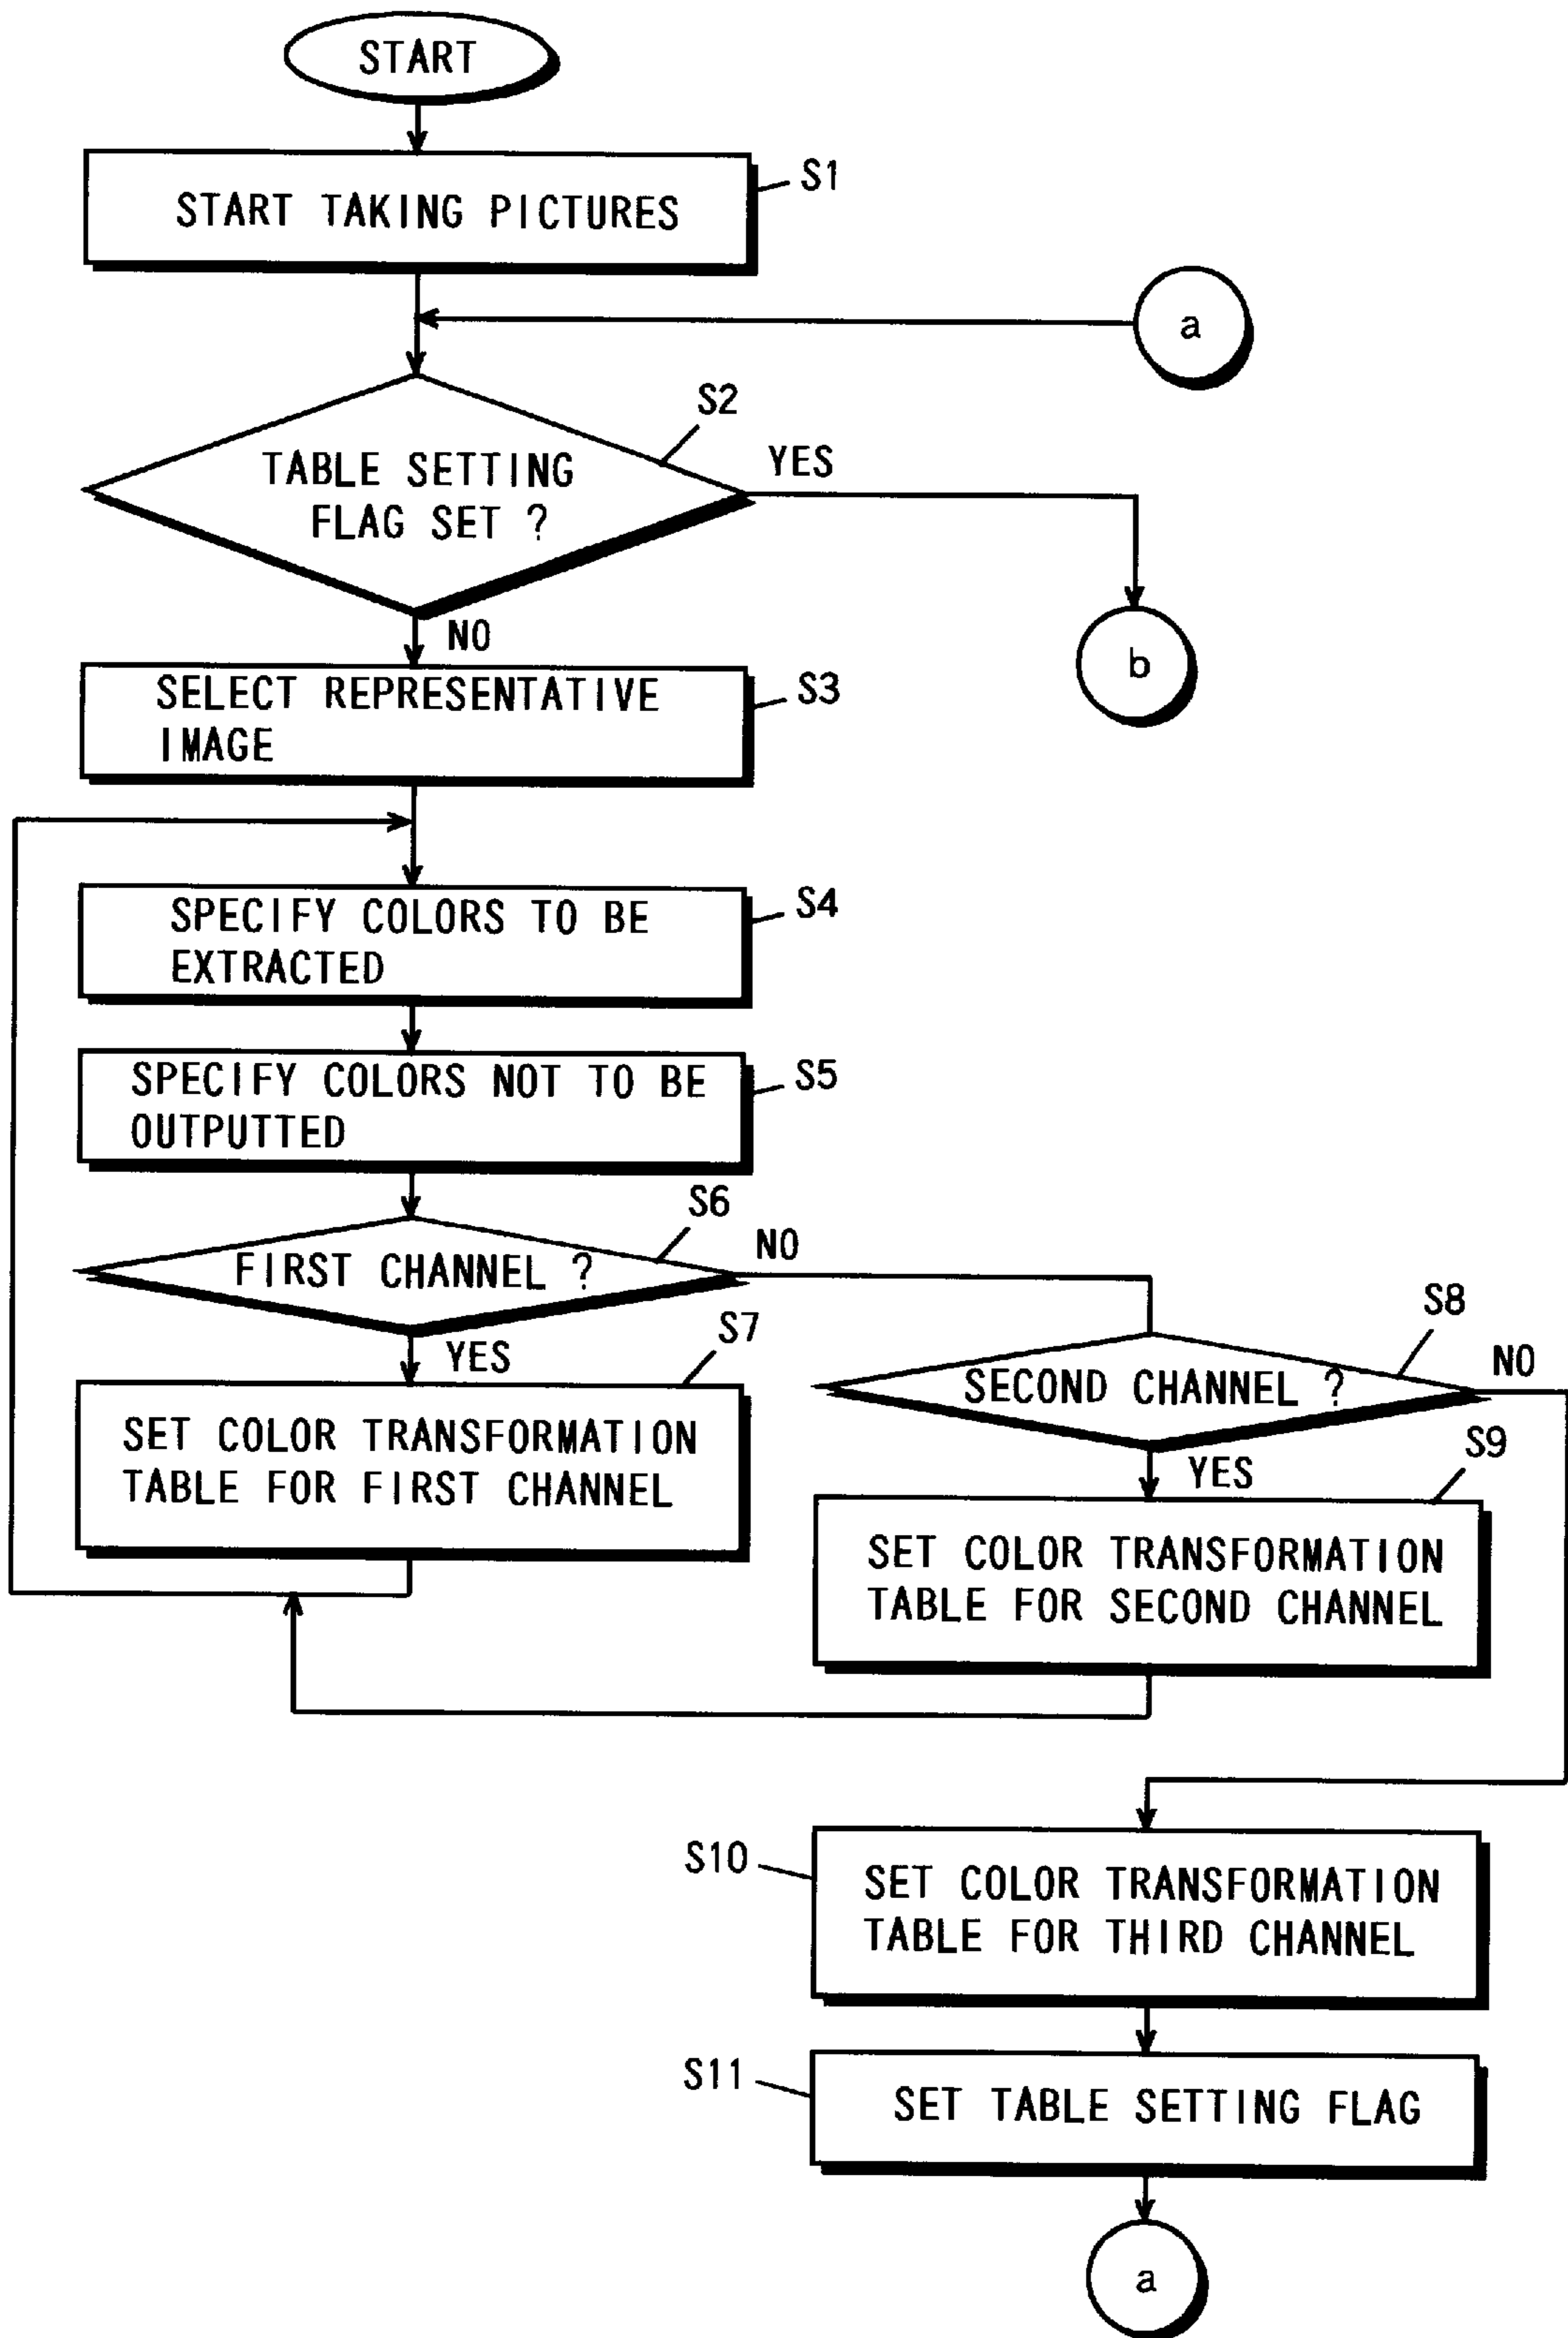 START
START TAKING PICTURES
S1
a
S2
TABLE SETTING
FLAG SET ?
YES
NO
b
SELECT REPRESENTATIVE
IMAGE
S3
SPECIFY COLORS TO BE
EXTRACTED
S4
SPECIFY COLORS NOT TO BE
OUTPUTTED
S5
S6
FIRST CHANNEL ?
NO
YES
S7
SET COLOR TRANSFORMATION
TABLE FOR FIRST CHANNEL
S8
SECOND CHANNEL ?
NO
YES
S9
SET COLOR TRANSFORMATION
TABLE FOR SECOND CHANNEL
S10
SET COLOR TRANSFORMATION
TABLE FOR THIRD CHANNEL
S11
SET TABLE SETTING FLAG
a